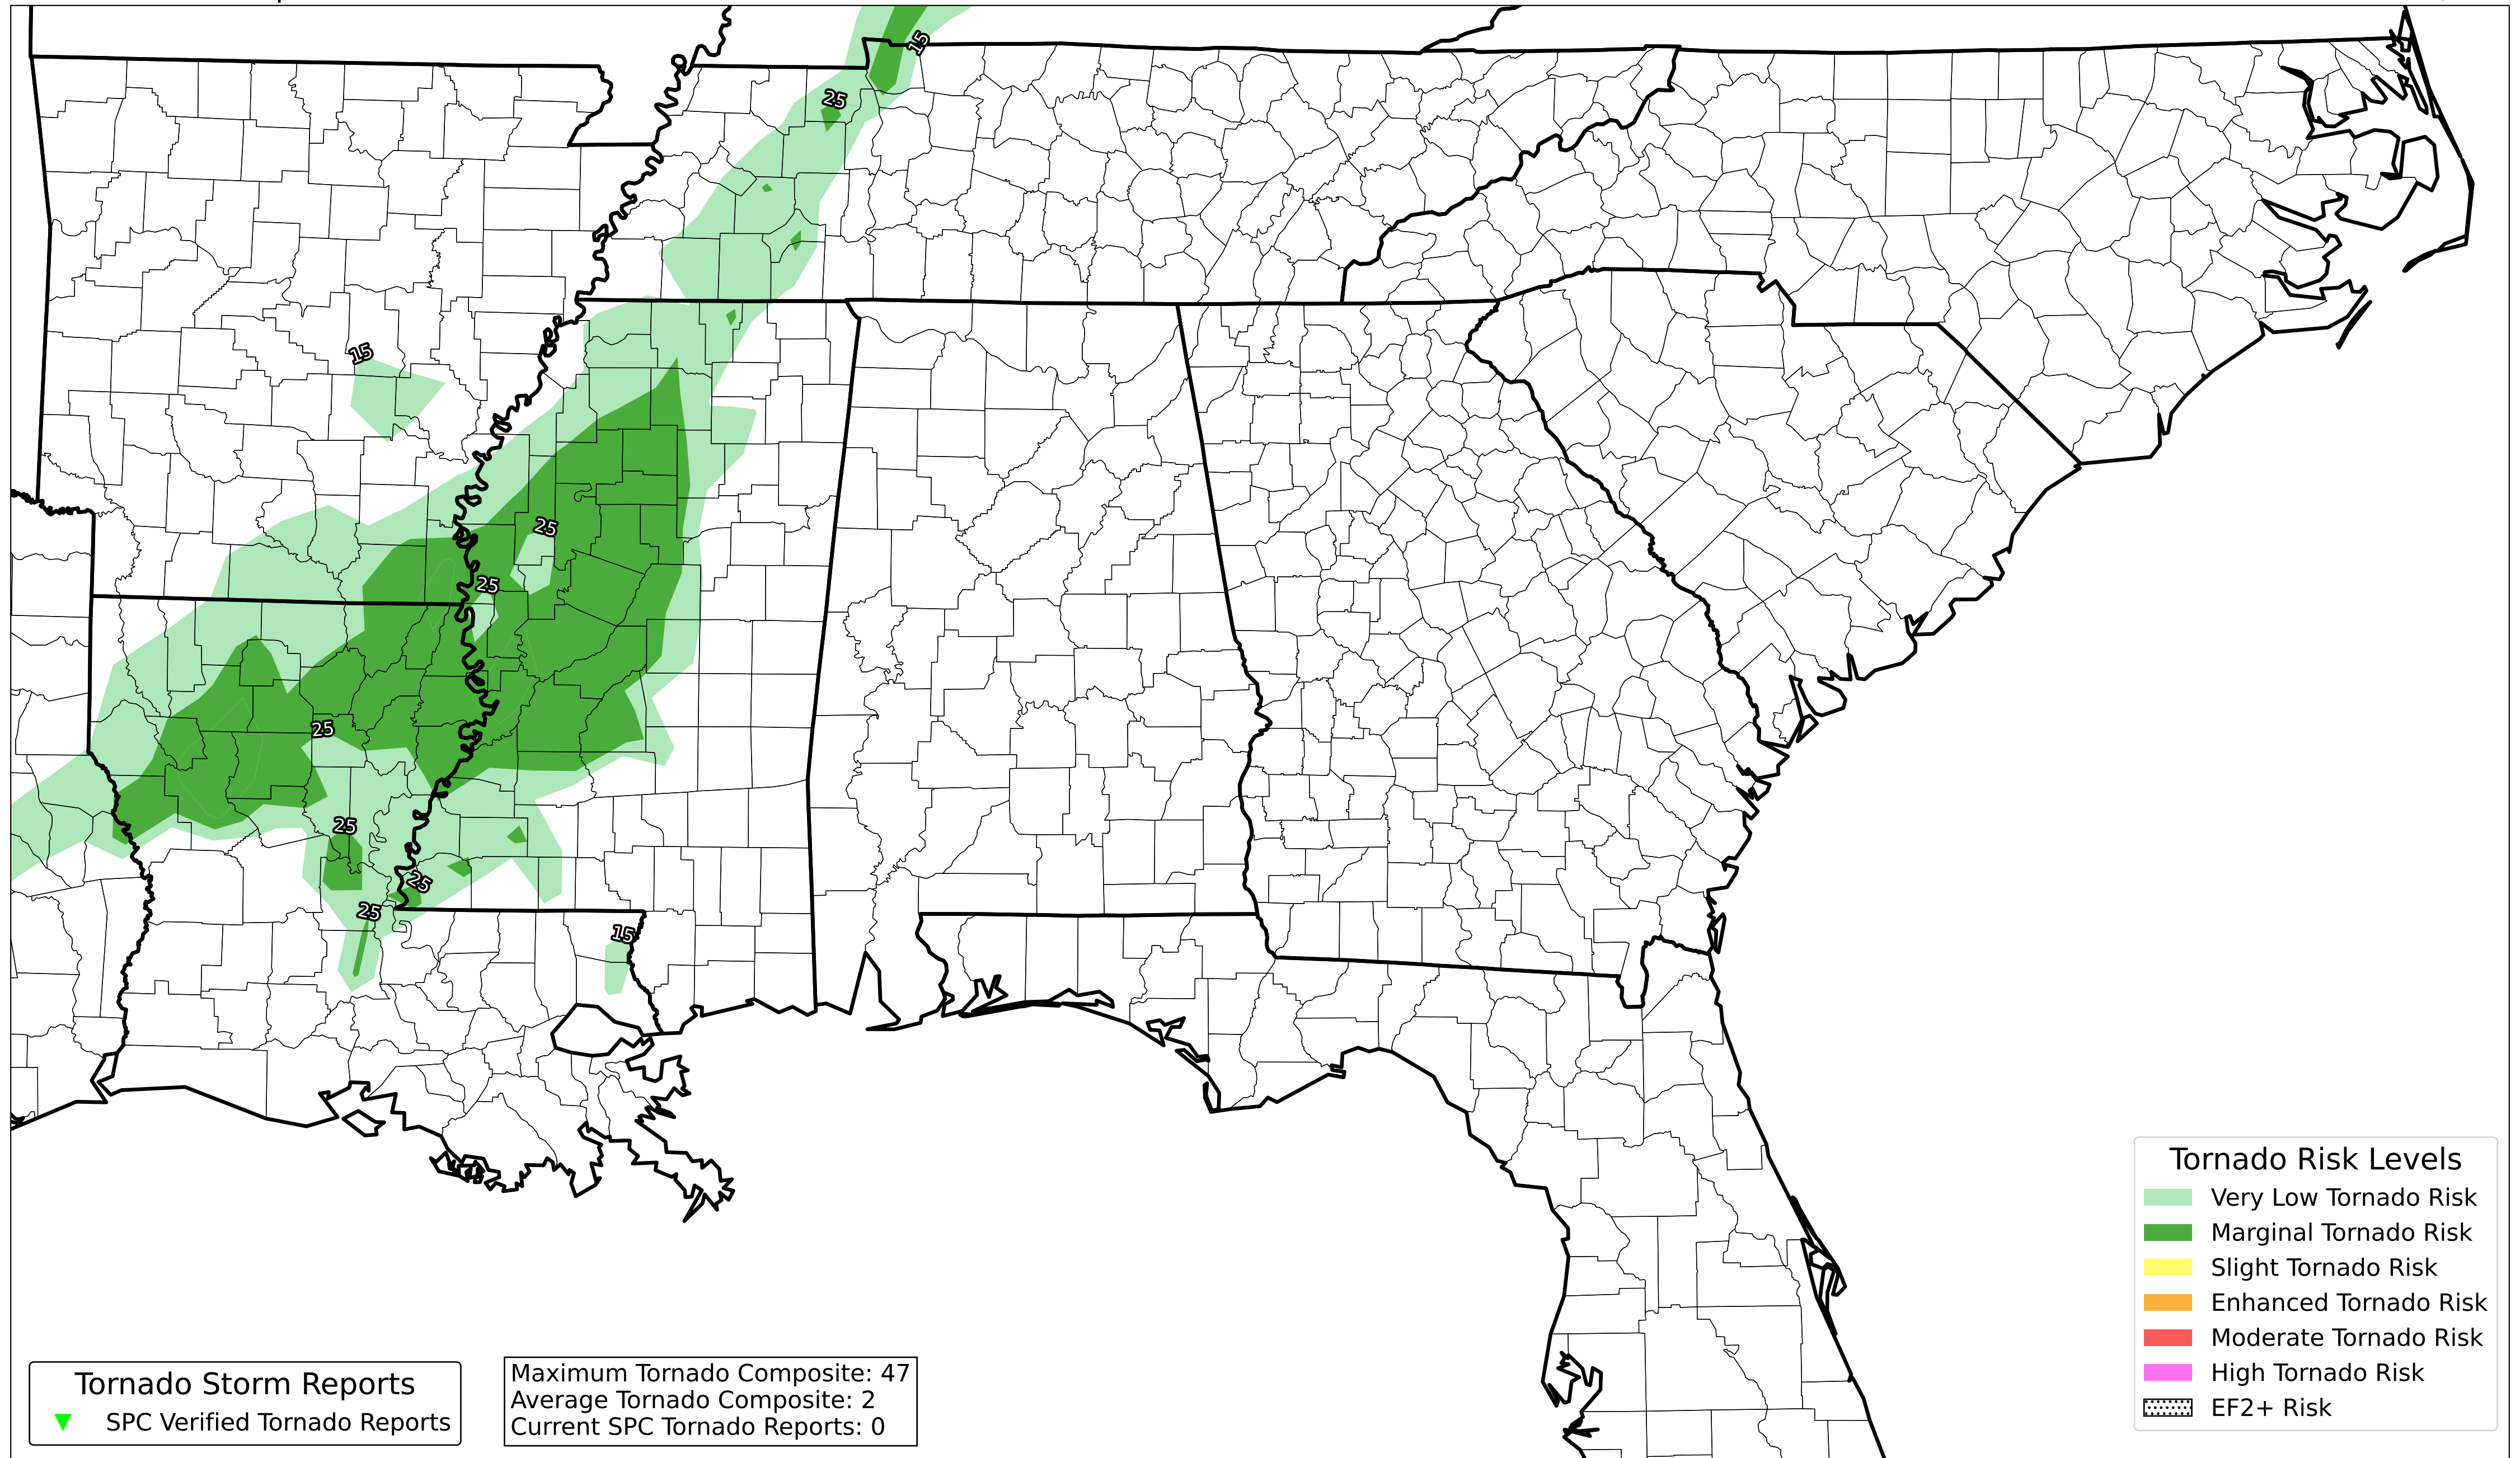 15
25
15
25
25
25
25
25
25
15
Tornado Risk Levels
Very Low Tornado Risk
Marginal Tornado Risk
Slight Tornado Risk
Enhanced Tornado Risk
Moderate Tornado Risk
High Tornado Risk
EF2+ Risk
Tornado Storm Reports
SPC Verified Tornado Reports
Maximum Tornado Composite: 47
Average Tornado Composite: 2
Current SPC Tornado Reports: 0